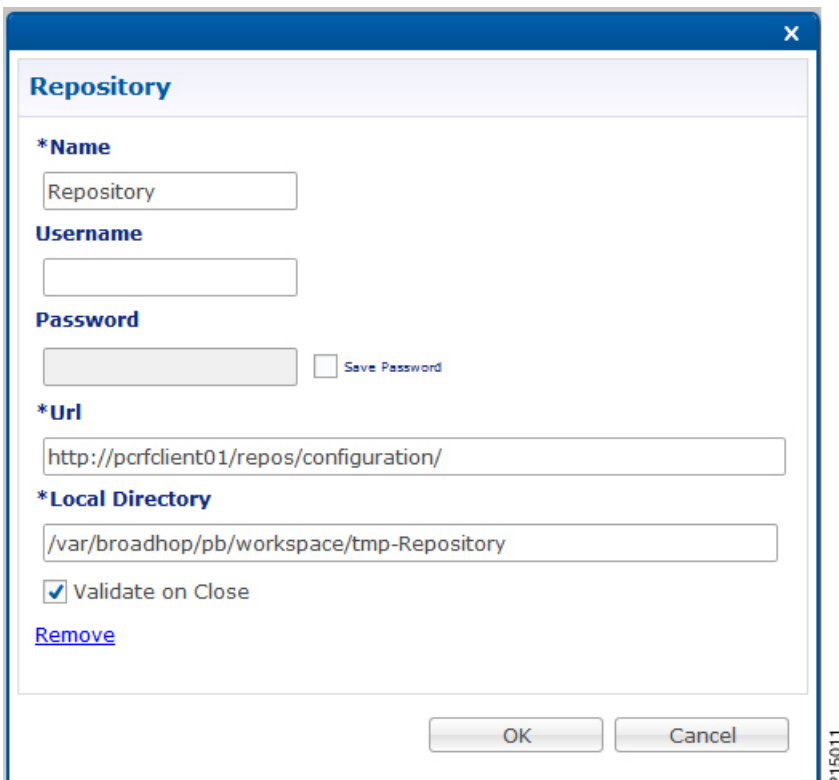 x
Repository
*Name
Repository
Username
Password
Save Password
*Url
http://pcrfclient01/repos/configuration/
*Local Directory
/var/broadhop/pb/workspace/tmp-Repository
Validate on Close
Remove
OK Cancel